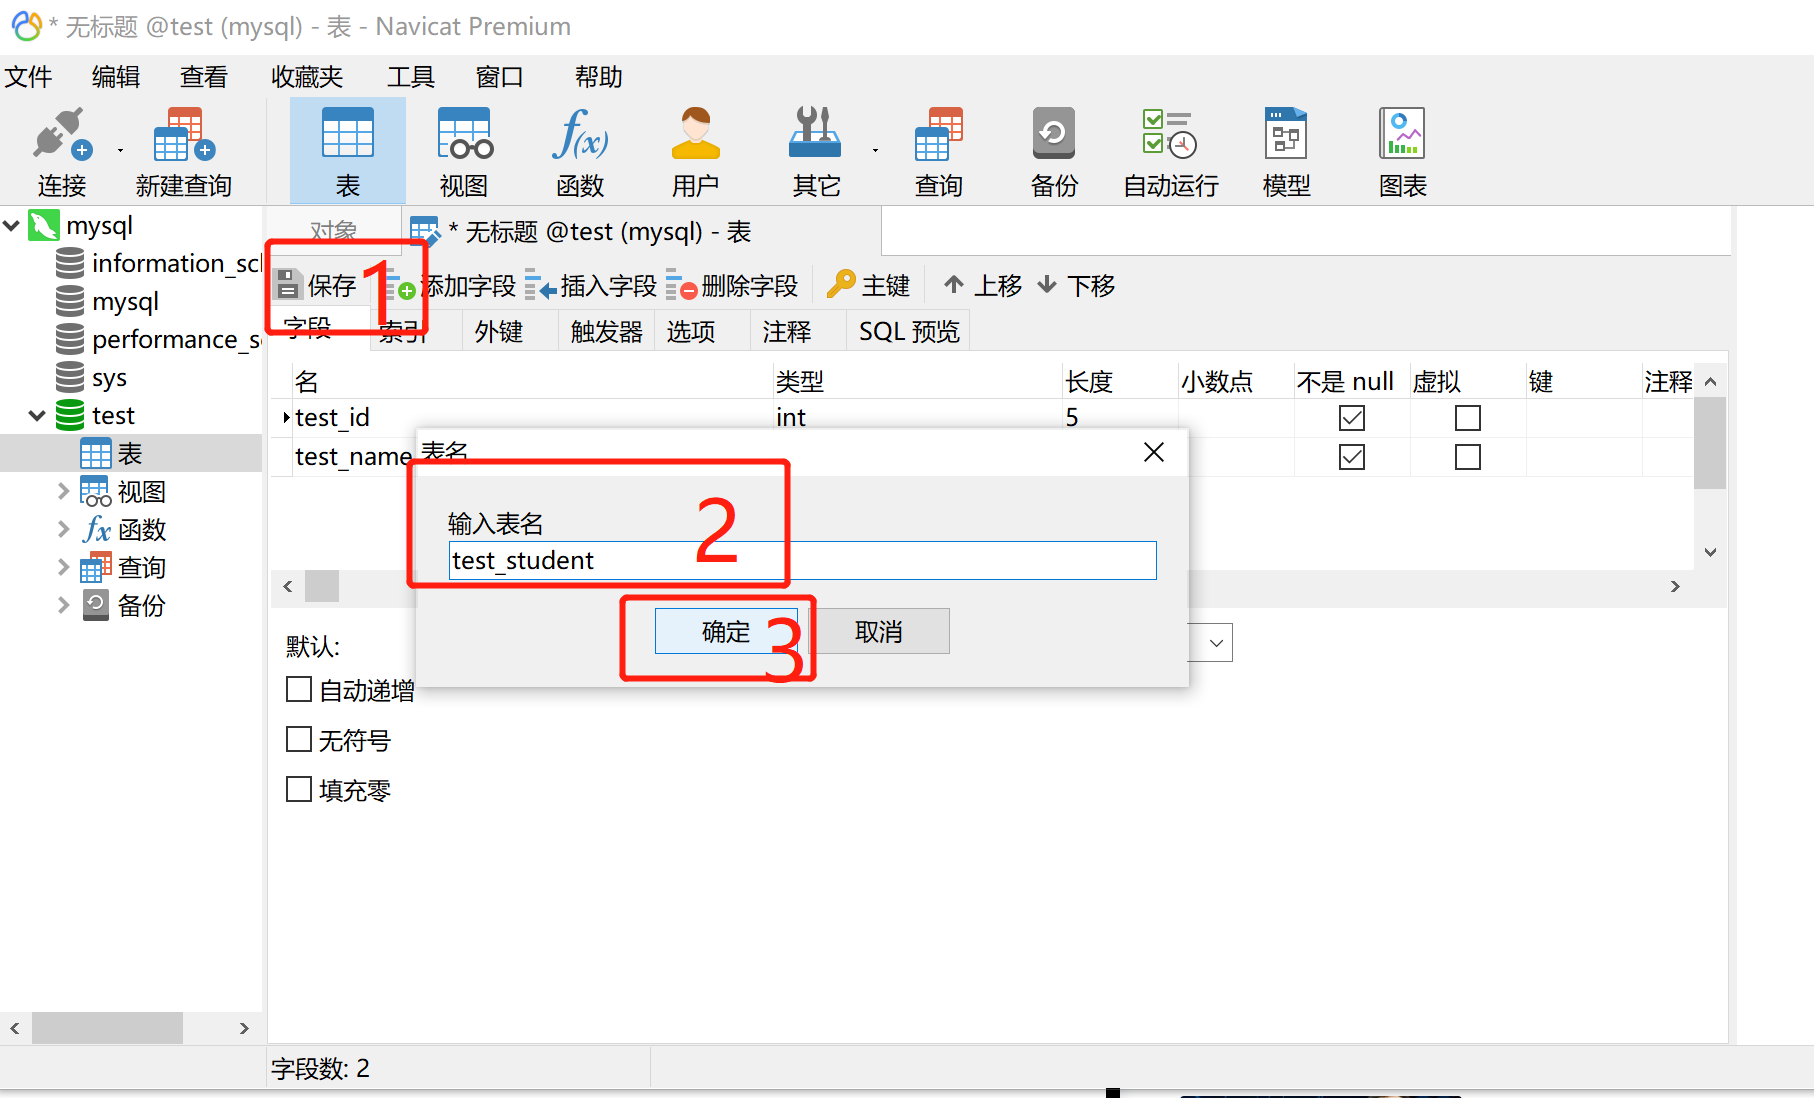 * 无标题 @test (mysql) - 表 - Navicat Premium
文件 编辑 查看 收藏夹 工具 窗口 帮助
连接 新建查询 表 视图 函数 用户 其它 查询 备份 自动运行 模型 图表
mysql
information_scl
mysql
performance_s
sys
test
表
视图
函数
查询
备份
对象 * 无标题 @test (mysql) - 表
保存 添加字段 插入字段 删除字段 主键 上移 下移
1
字段 索引 外键 触发器 选项 注释 SQL 预览
名 类型 长度 小数点 不是 null 虚拟 键 注释
test_id int 5
test_name
表名
输入表名
2
test_student
确定 取消
3
默认:
自动递增
无符号
填充零
字段数: 2